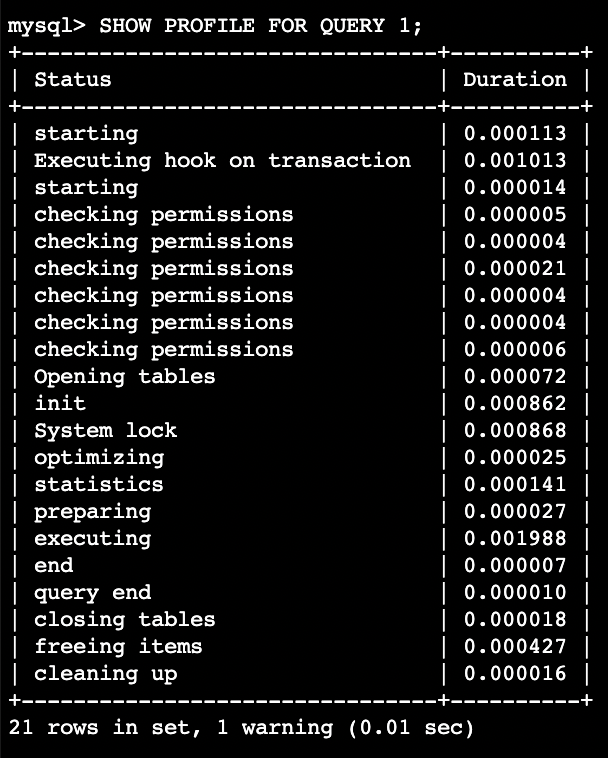 mysql> SHOW PROFILE FOR QUERY 1;
+--------------------------------+----------+
| Status                         | Duration |
+--------------------------------+----------+
| starting                       | 0.000113 |
| Executing hook on transaction  | 0.001013 |
| starting                       | 0.000014 |
| checking permissions           | 0.000005 |
| checking permissions           | 0.000004 |
| checking permissions           | 0.000021 |
| checking permissions           | 0.000004 |
| checking permissions           | 0.000004 |
| checking permissions           | 0.000006 |
| Opening tables                 | 0.000072 |
| init                           | 0.000862 |
| System lock                    | 0.000868 |
| optimizing                     | 0.000025 |
| statistics                     | 0.000141 |
| preparing                      | 0.000027 |
| executing                      | 0.001988 |
| end                            | 0.000007 |
| query end                      | 0.000010 |
| closing tables                 | 0.000018 |
| freeing items                  | 0.000427 |
| cleaning up                    | 0.000016 |
+--------------------------------+----------+
21 rows in set, 1 warning (0.01 sec)